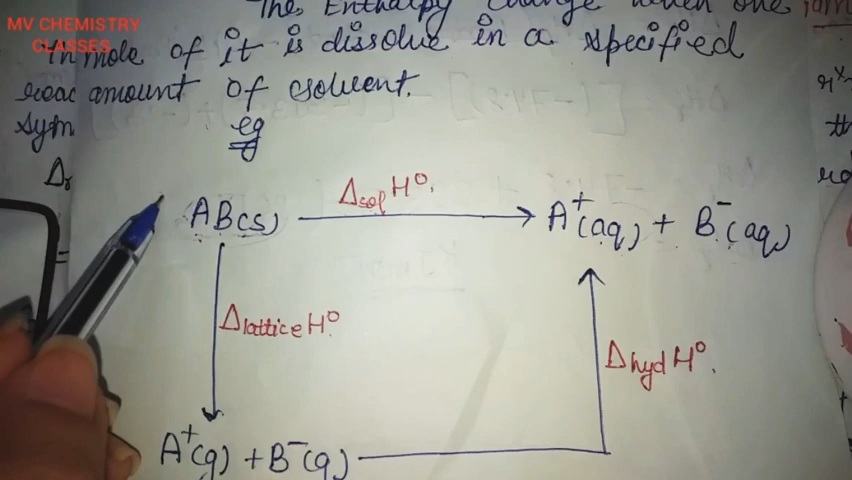 MV CHEMISTRY
CLASSES
The, Enthalpy Change when one
mole of it is dissolve in a specified
amount of solvent.
eg
AB(s) ΔsolH°. A⁺(aq) + B⁻(aq)
ΔlatticeH°.
ΔhydH°.
A⁺(g) + B⁻(g)